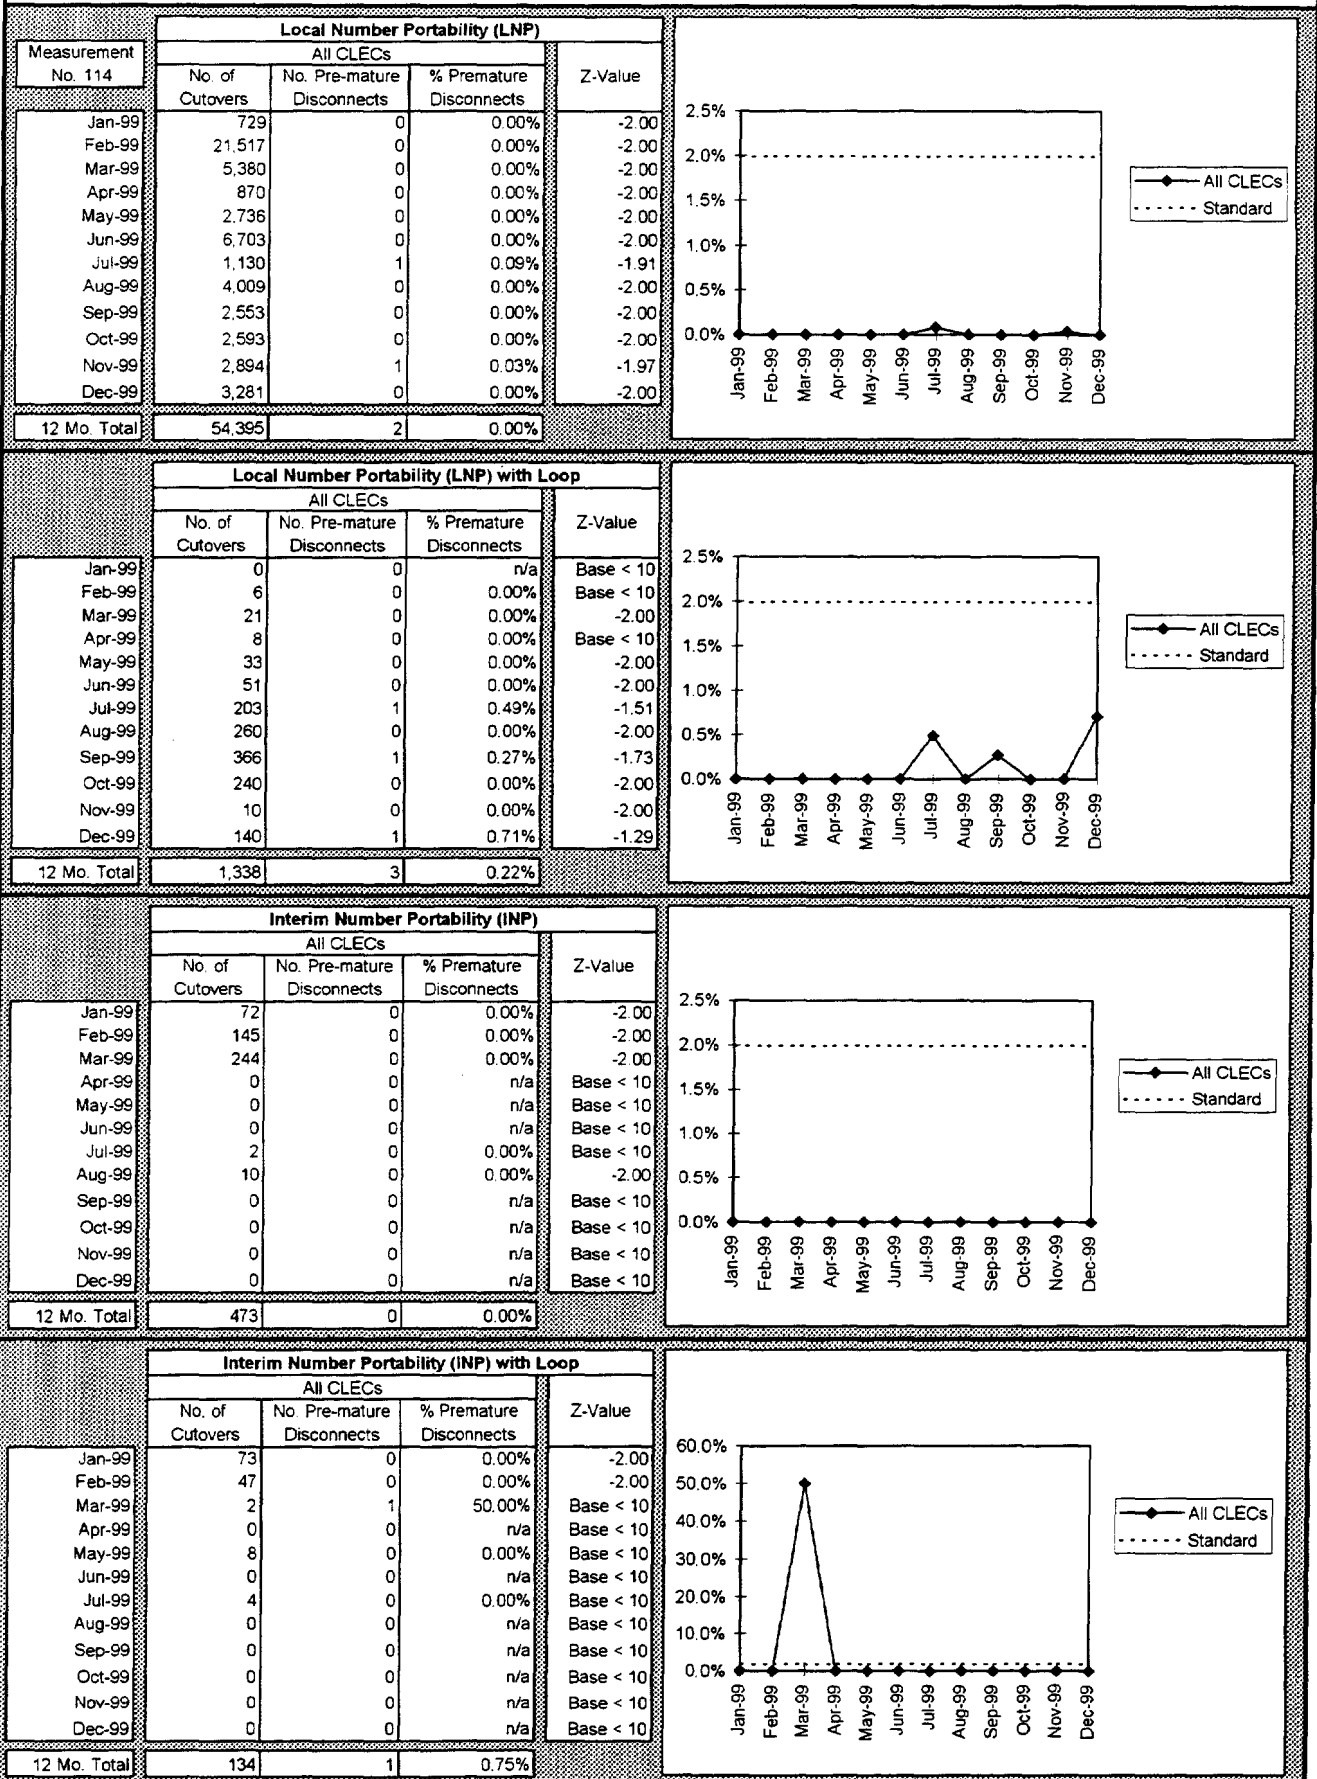 Local Number Portability (LNP)
Measurement No. 114
All CLECs
No. of Cutovers No. Pre-mature Disconnects % Premature Disconnects Z-Value
Jan-99 729 0 0.00% -2.00
Feb-99 21,517 0 0.00% -2.00
Mar-99 5,380 0 0.00% -2.00
Apr-99 870 0 0.00% -2.00
May-99 2,736 0 0.00% -2.00
Jun-99 6,703 0 0.00% -2.00
Jul-99 1,130 1 0.09% -1.91
Aug-99 4,009 0 0.00% -2.00
Sep-99 2,553 0 0.00% -2.00
Oct-99 2,593 0 0.00% -2.00
Nov-99 2,894 1 0.03% -1.97
Dec-99 3,281 0 0.00% -2.00
12 Mo. Total 54,395 2 0.00%
2.5%
2.0%
1.5%
1.0%
0.5%
0.0%
Jan-99 Feb-99 Mar-99 Apr-99 May-99 Jun-99 Jul-99 Aug-99 Sep-99 Oct-99 Nov-99 Dec-99
All CLECs
Standard
Local Number Portability (LNP) with Loop
All CLECs
No. of Cutovers No. Pre-mature Disconnects % Premature Disconnects Z-Value
Jan-99 0 0 n/a Base < 10
Feb-99 6 0 0.00% Base < 10
Mar-99 21 0 0.00% -2.00
Apr-99 8 0 0.00% Base < 10
May-99 33 0 0.00% -2.00
Jun-99 51 0 0.00% -2.00
Jul-99 203 1 0.49% -1.51
Aug-99 260 0 0.00% -2.00
Sep-99 366 1 0.27% -1.73
Oct-99 240 0 0.00% -2.00
Nov-99 10 0 0.00% -2.00
Dec-99 140 1 0.71% -1.29
12 Mo. Total 1,338 3 0.22%
2.5%
2.0%
1.5%
1.0%
0.5%
0.0%
Jan-99 Feb-99 Mar-99 Apr-99 May-99 Jun-99 Jul-99 Aug-99 Sep-99 Oct-99 Nov-99 Dec-99
All CLECs
Standard
Interim Number Portability (INP)
All CLECs
No. of Cutovers No. Pre-mature Disconnects % Premature Disconnects Z-Value
Jan-99 72 0 0.00% -2.00
Feb-99 145 0 0.00% -2.00
Mar-99 244 0 0.00% -2.00
Apr-99 0 0 n/a Base < 10
May-99 0 0 n/a Base < 10
Jun-99 0 0 n/a Base < 10
Jul-99 2 0 0.00% Base < 10
Aug-99 10 0 0.00% -2.00
Sep-99 0 0 n/a Base < 10
Oct-99 0 0 n/a Base < 10
Nov-99 0 0 n/a Base < 10
Dec-99 0 0 n/a Base < 10
12 Mo. Total 473 0 0.00%
2.5%
2.0%
1.5%
1.0%
0.5%
0.0%
Jan-99 Feb-99 Mar-99 Apr-99 May-99 Jun-99 Jul-99 Aug-99 Sep-99 Oct-99 Nov-99 Dec-99
All CLECs
Standard
Interim Number Portability (INP) with Loop
All CLECs
No. of Cutovers No. Pre-mature Disconnects % Premature Disconnects Z-Value
Jan-99 73 0 0.00% -2.00
Feb-99 47 0 0.00% -2.00
Mar-99 2 1 50.00% Base < 10
Apr-99 0 0 n/a Base < 10
May-99 8 0 0.00% Base < 10
Jun-99 0 0 n/a Base < 10
Jul-99 4 0 0.00% Base < 10
Aug-99 0 0 n/a Base < 10
Sep-99 0 0 n/a Base < 10
Oct-99 0 0 n/a Base < 10
Nov-99 0 0 n/a Base < 10
Dec-99 0 0 n/a Base < 10
12 Mo. Total 134 1 0.75%
60.0%
50.0%
40.0%
30.0%
20.0%
10.0%
0.0%
Jan-99 Feb-99 Mar-99 Apr-99 May-99 Jun-99 Jul-99 Aug-99 Sep-99 Oct-99 Nov-99 Dec-99
All CLECs
Standard